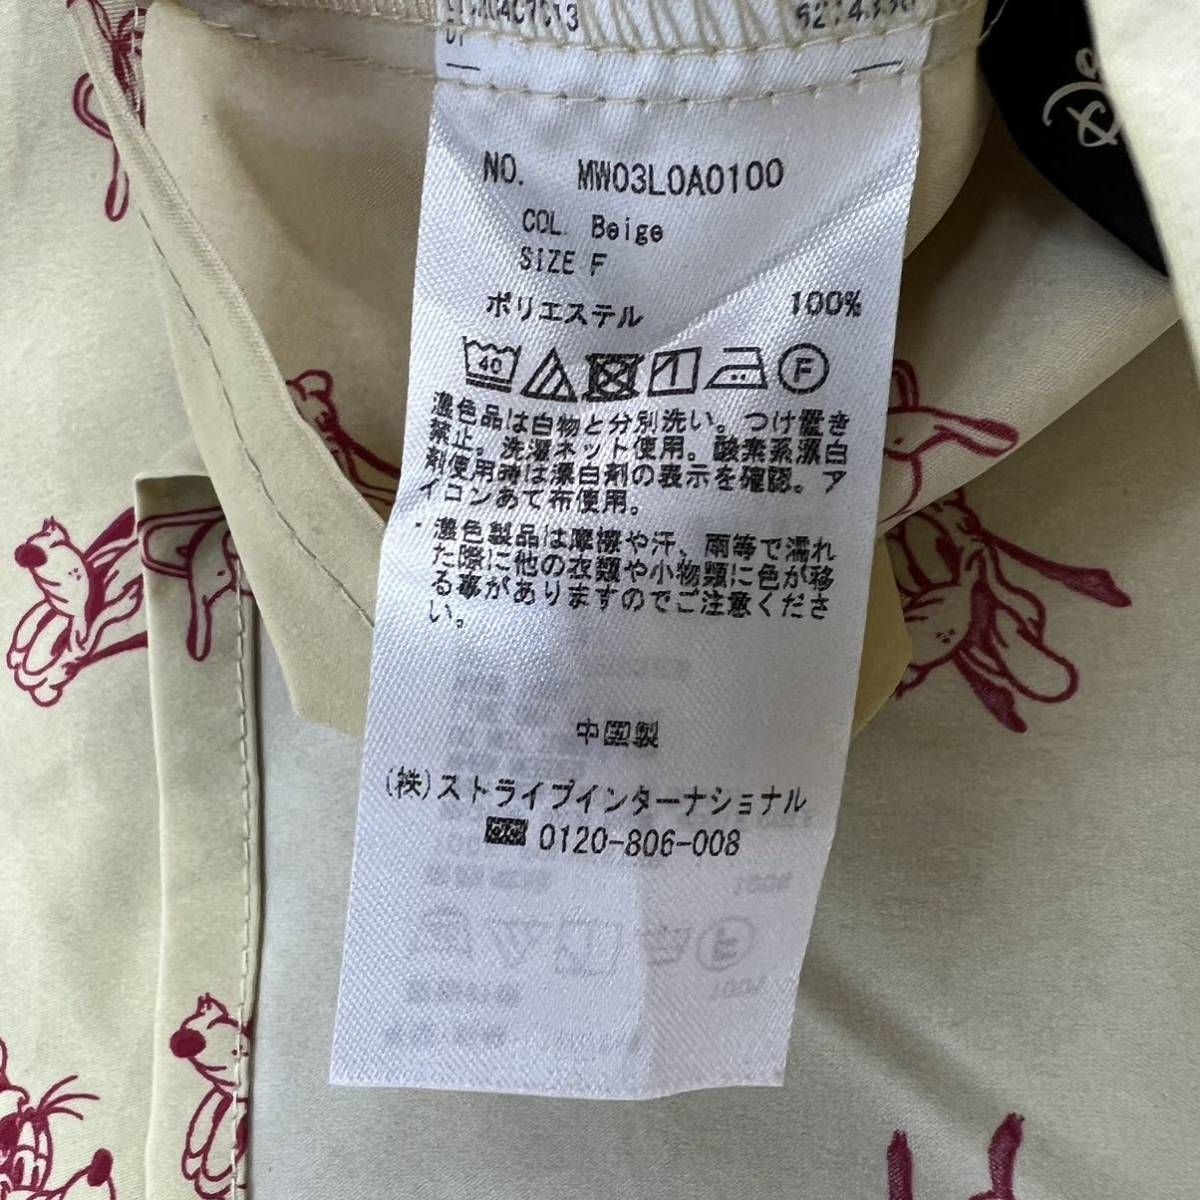 NO. MW03L0A0100
COL. Beige
SIZE F
ポリエステル 100%
40
F
濃色品は白物と分別洗い。つけ置き
禁止。洗濯ネット使用。酸素系漂白
剤使用時は漂白剤の表示を確認。ア
イコンあて布使用。
・濃色製品は摩擦や汗、雨等で濡れ
た際に他の衣類や小物類に色が移
る事がありますのでご注意くださ
い。
中国製
(株)ストライプインターナショナル
0120-806-008